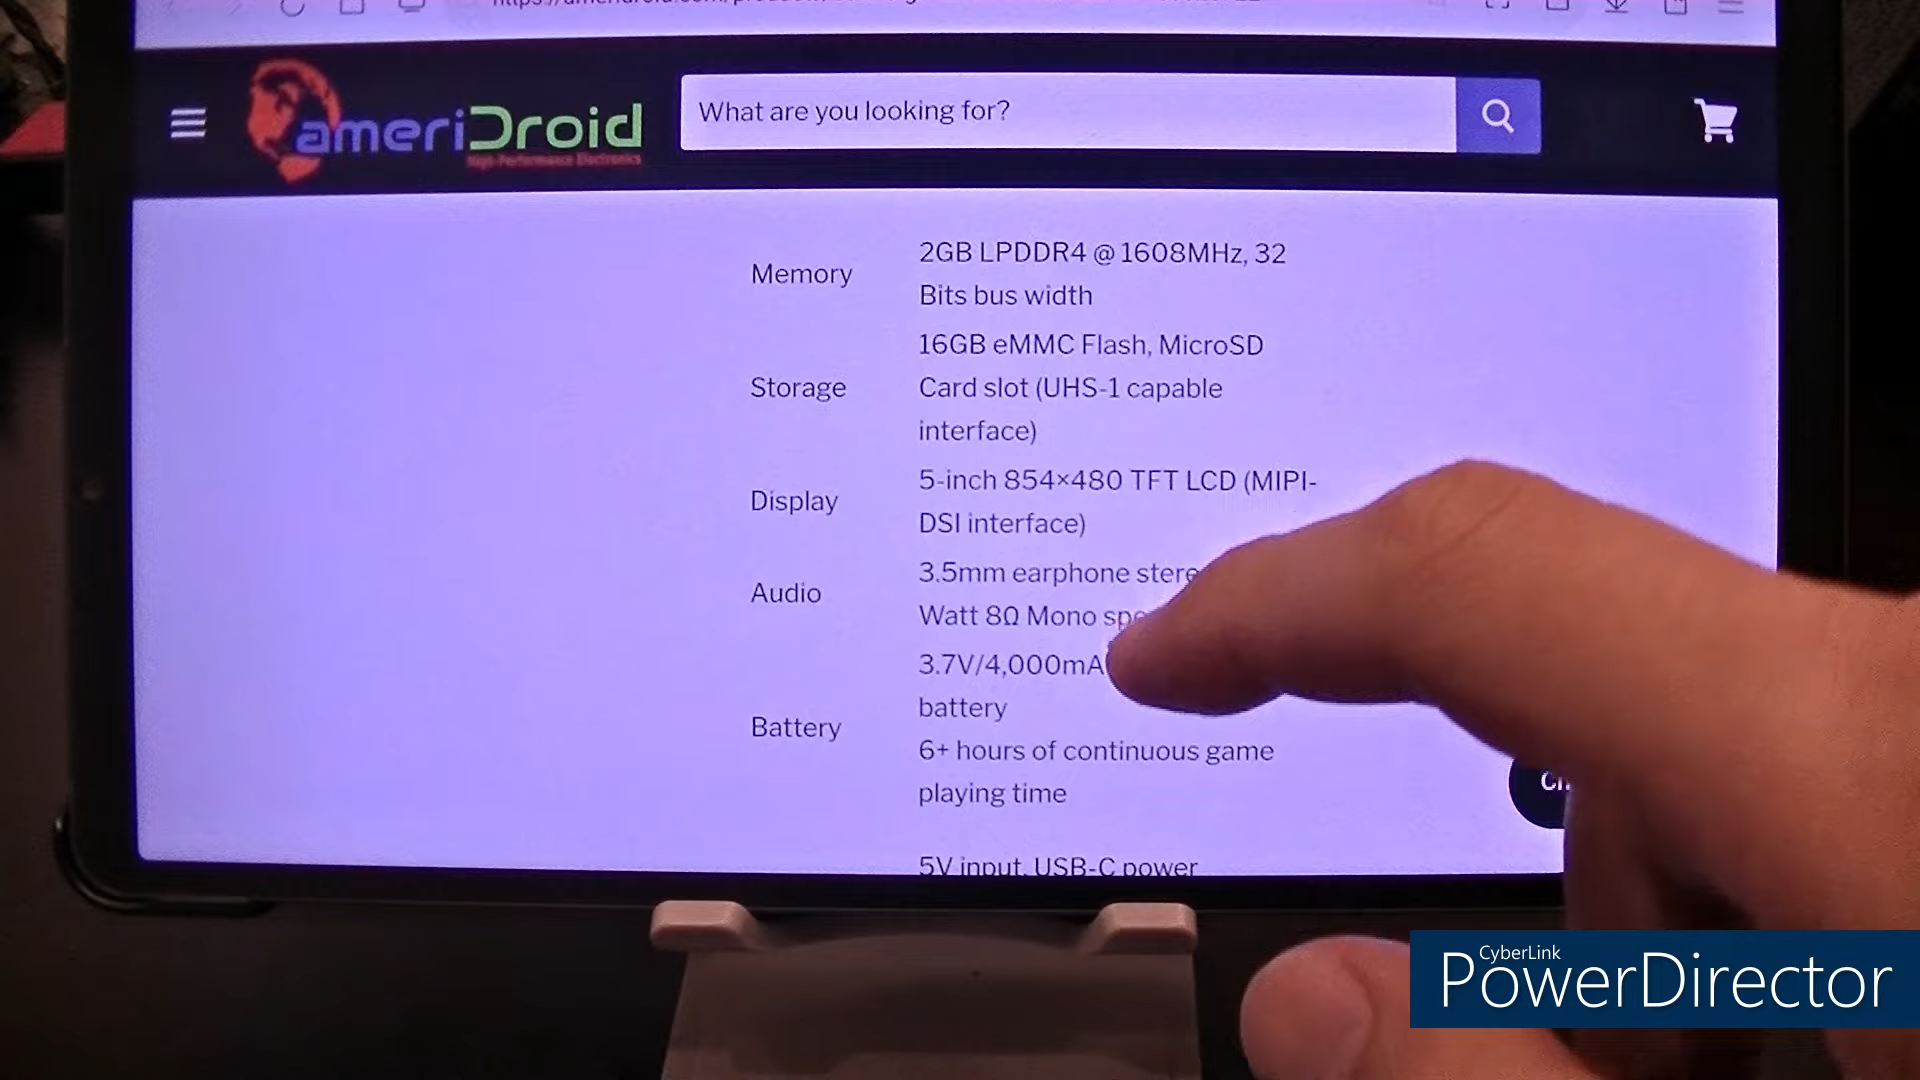 ameriDroid
High-Performance Electronics
What are you looking for?
Memory
2GB LPDDR4 @ 1608MHz, 32
Bits bus width
Storage
16GB eMMC Flash, MicroSD
Card slot (UHS-1 capable
interface)
Display
5-inch 854×480 TFT LCD (MIPI-
DSI interface)
Audio
3.5mm earphone
Watt 8Ω Mono
Battery
3.7V/4,000mA
battery
6+ hours of continuous game
playing time
5V input, USB-C power
CyberLink
PowerDirector